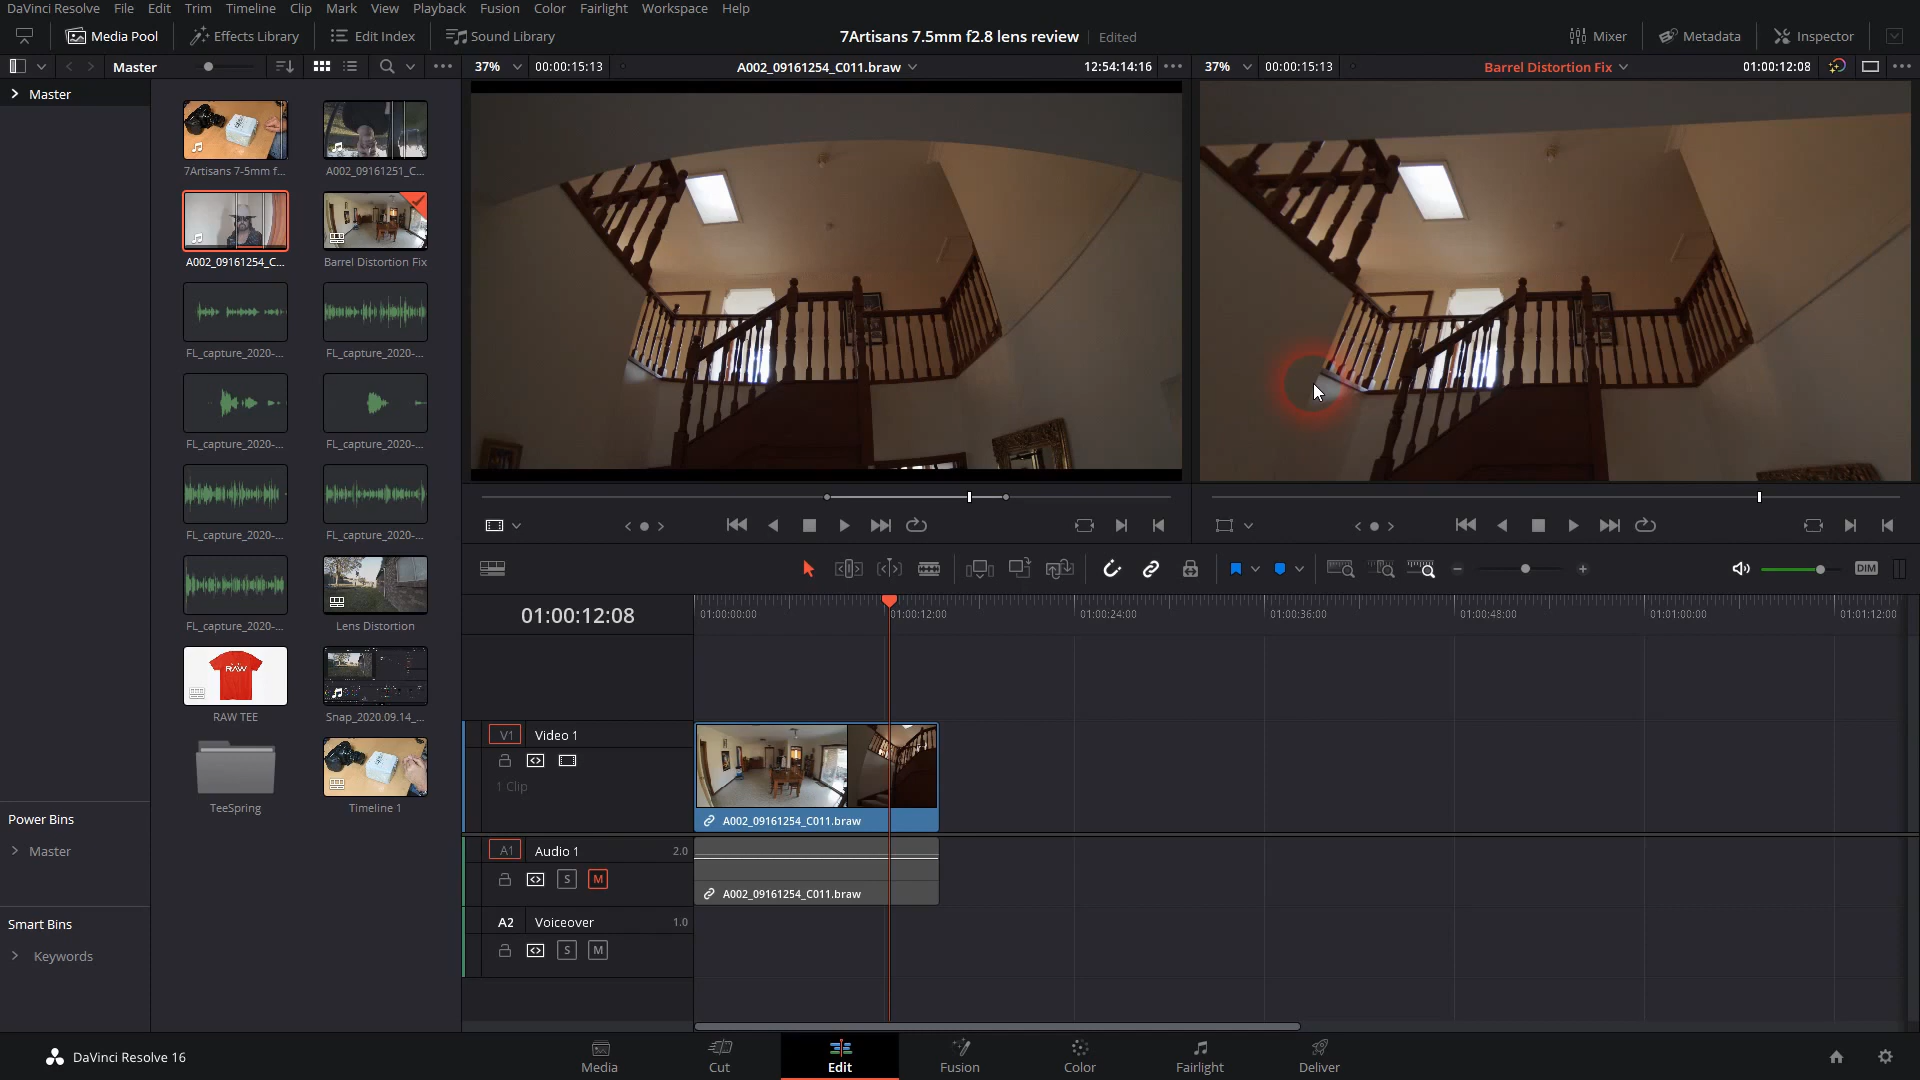 DaVinci Resolve File Edit Trim Timeline Clip Mark View Playback Fusion Color Fairlight Workspace Help
Media Pool Effects Library Edit Index Sound Library 7Artisans 7.5mm f2.8 lens review Edited Mixer Metadata Inspector
Master 37% 00:00:15:13 A002_09161254_C011.braw 12:54:14:16 37% 00:00:15:13 Barrel Distortion Fix 01:00:12:08
Master
7Artisans 7-5mm f... A002_09161251_C...
A002_09161254_C... Barrel Distortion Fix
FL_capture_2020-... FL_capture_2020-...
FL_capture_2020-... FL_capture_2020-...
FL_capture_2020-... FL_capture_2020-...
FL_capture_2020-... Lens Distortion
RAW
RAW TEE Snap_2020.09.14_...
TeeSpring Timeline 1
Power Bins
Master
Smart Bins
Keywords
DIM
01:00:12:08 01:00:00:00 01:00:12:00 01:00:24:00 01:00:36:00 01:00:48:00 01:01:00:00 01:01:12:00
V1 Video 1
1 Clip
A002_09161254_C011.braw
A1 Audio 1 2.0
S M
A002_09161254_C011.braw
A2 Voiceover 1.0
S M
DaVinci Resolve 16 Media Cut Edit Fusion Color Fairlight Deliver